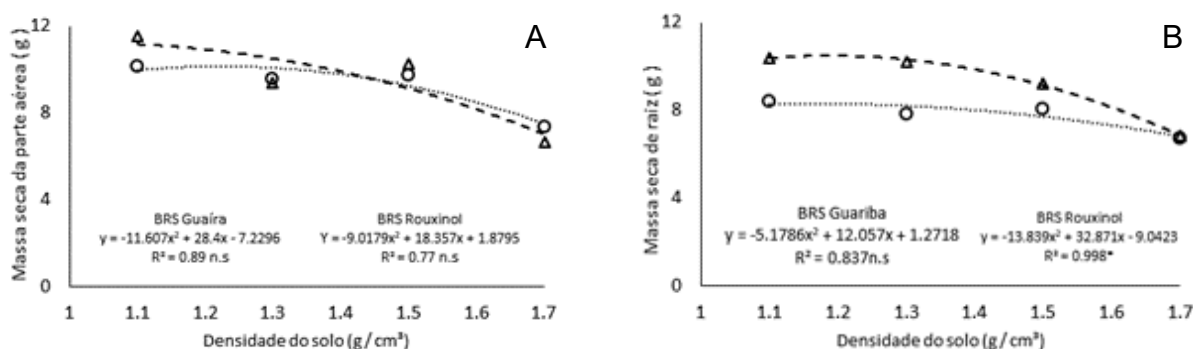 A
Massa seca da parte aérea (g)
12
8
4
0
BRS Guaíra
y = -11.607x² + 28.4x - 7.2296
R² = 0.89 n.s
BRS Rouxinol
Y = -9.0179x² + 18.357x + 1.8795
R² = 0.77 n.s
1 1.1 1.2 1.3 1.4 1.5 1.6 1.7
Densidade do solo (g/cm³)
B
Massa seca de raíz (g)
12
8
4
0
BRS Guariba
y = -5.1786x² + 12.057x + 1.2718
R² = 0.837n.s
BRS Rouxinol
y = -13.839x² + 32.871x - 9.0423
R² = 0.998*
1 1.1 1.2 1.3 1.4 1.5 1.6 1.7
Densidade do solo (g/cm³)